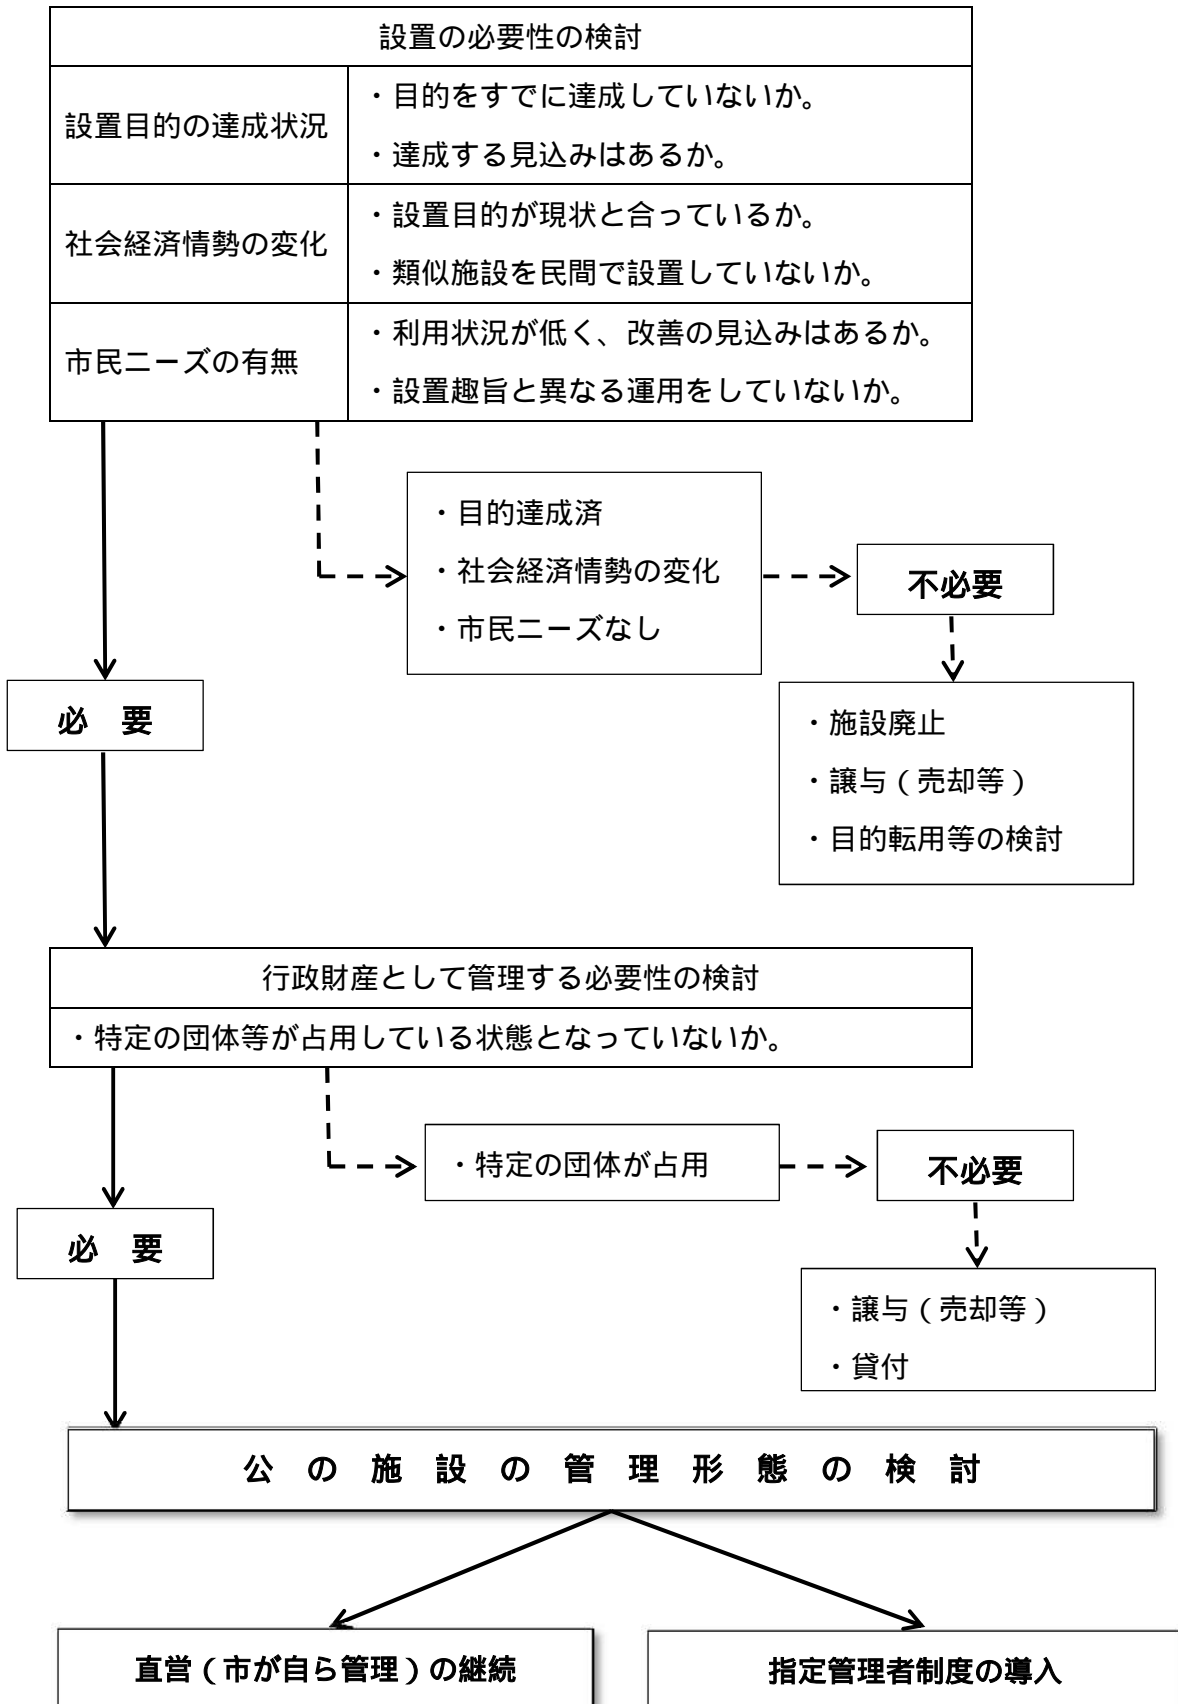 設置の必要性の検討
設置目的の達成状況
・目的をすでに達成していないか。
・達成する見込みはあるか。
社会経済情勢の変化
・設置目的が現状と合っているか。
・類似施設を民間で設置していないか。
市民ニーズの有無
・利用状況が低く、改善の見込みはあるか。
・設置趣旨と異なる運用をしていないか。
・目的達成済
・社会経済情勢の変化
・市民ニーズなし
不必要
必　要
・施設廃止
・譲与（売却等）
・目的転用等の検討
行政財産として管理する必要性の検討
・特定の団体等が占用している状態となっていないか。
・特定の団体が占用
不必要
必　要
・譲与（売却等）
・貸付
公　の　施　設　の　管　理　形　態　の　検　討
直営（市が自ら管理）の継続
指定管理者制度の導入